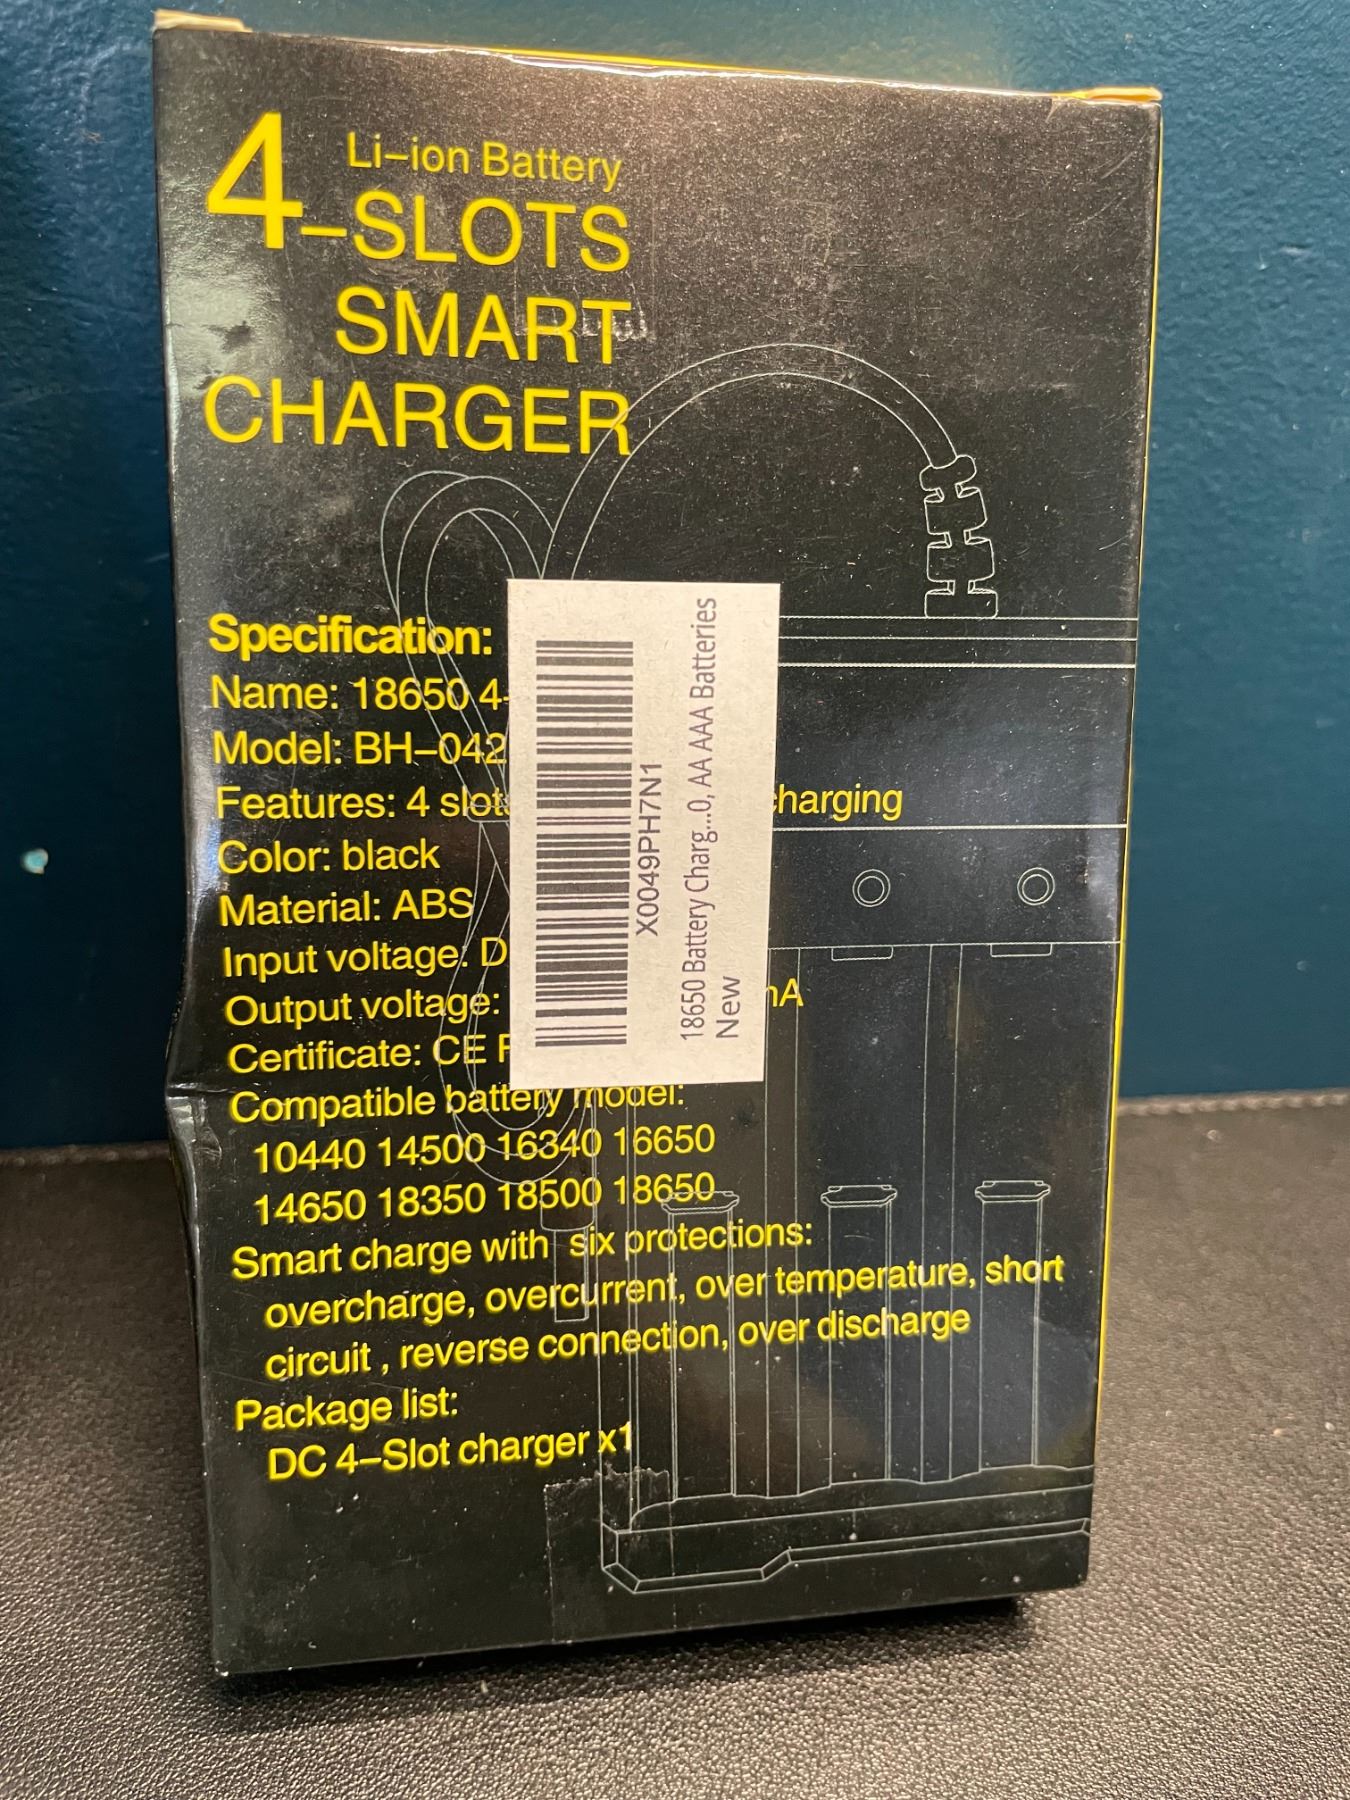 Li-ion Battery
4-SLOTS
SMART
CHARGER
Specification:
Name: 18650 4-
Model: BH-042
Features: 4 slots charging
Color: black
Material: ABS
Input voltage: D
Output voltage: mA
Certificate: CE
Compatible battery model:
10440 14500 16340 16650
14650 18350 18500 18650
Smart charge with six protections:
overcharge, overcurrent, over temperature, short
circuit , reverse connection, over discharge
Package list:
DC 4-Slot charger x1
X0049PH7N1
18650 Battery Charg...0, AA AAA Batteries
New